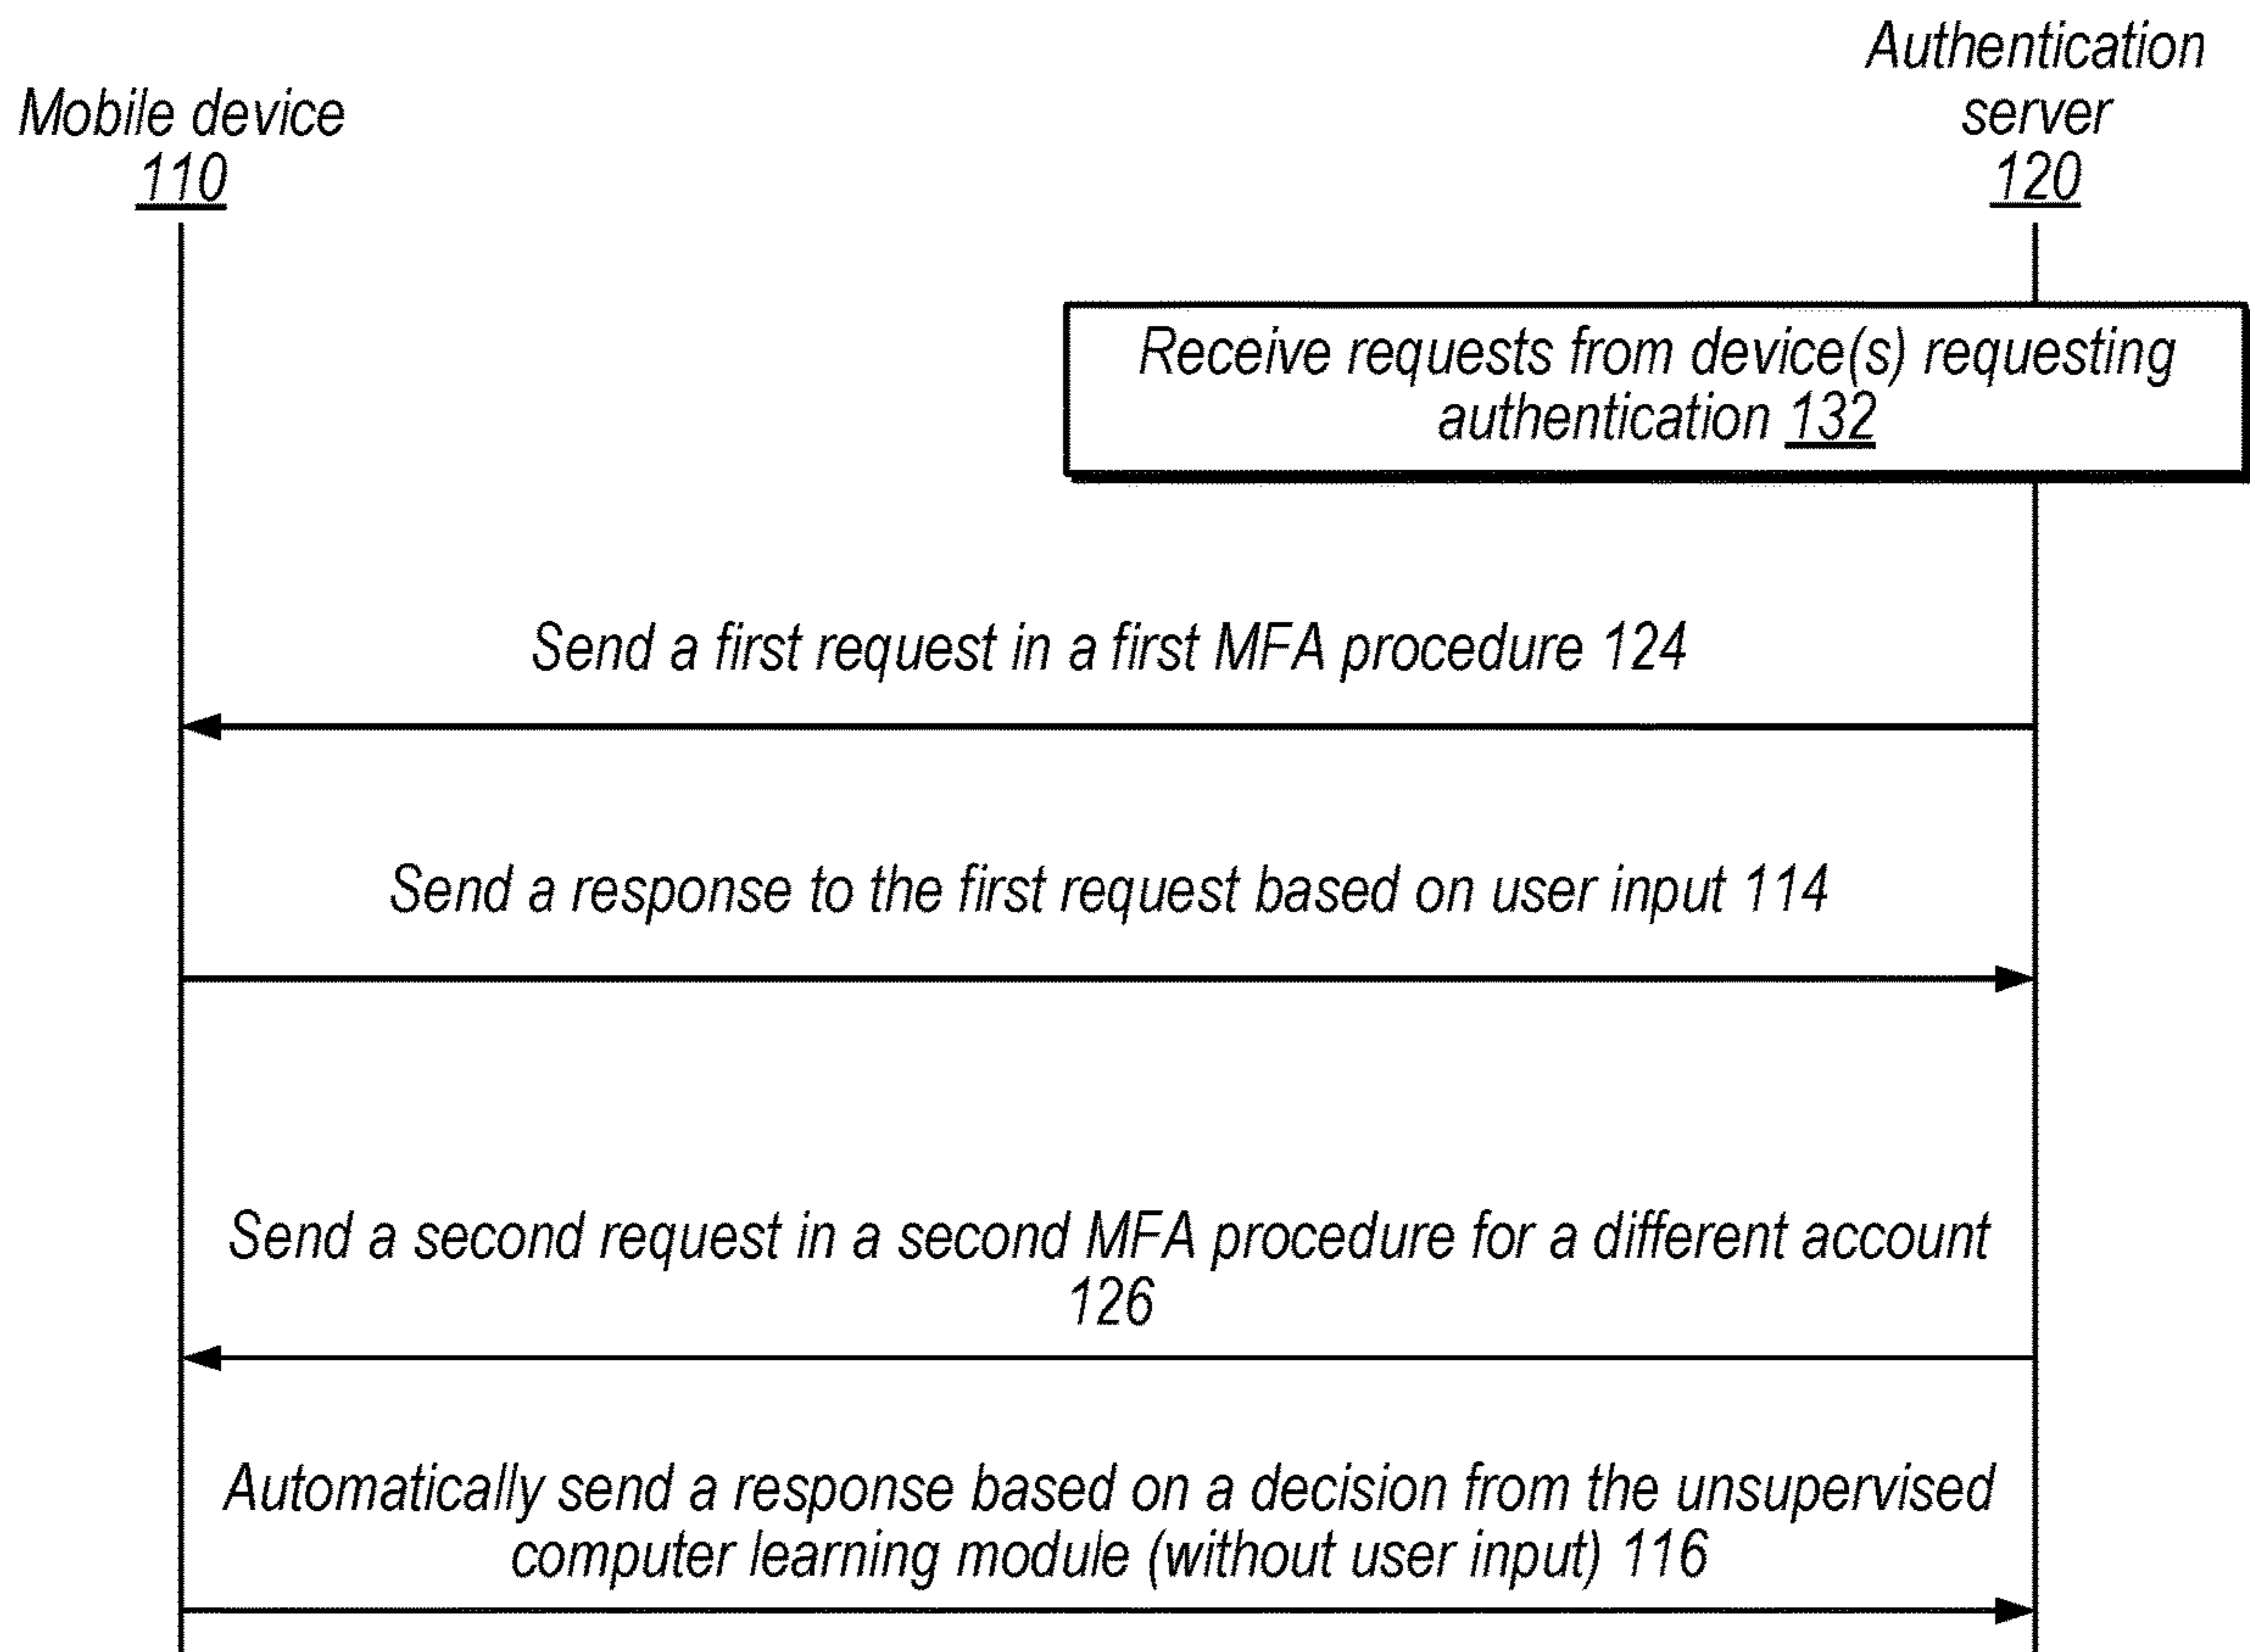 Mobile device
110
Authentication
server
120
Receive requests from device(s) requesting
authentication 132
Send a first request in a first MFA procedure 124
Send a response to the first request based on user input 114
Send a second request in a second MFA procedure for a different account
126
Automatically send a response based on a decision from the unsupervised
computer learning module (without user input) 116